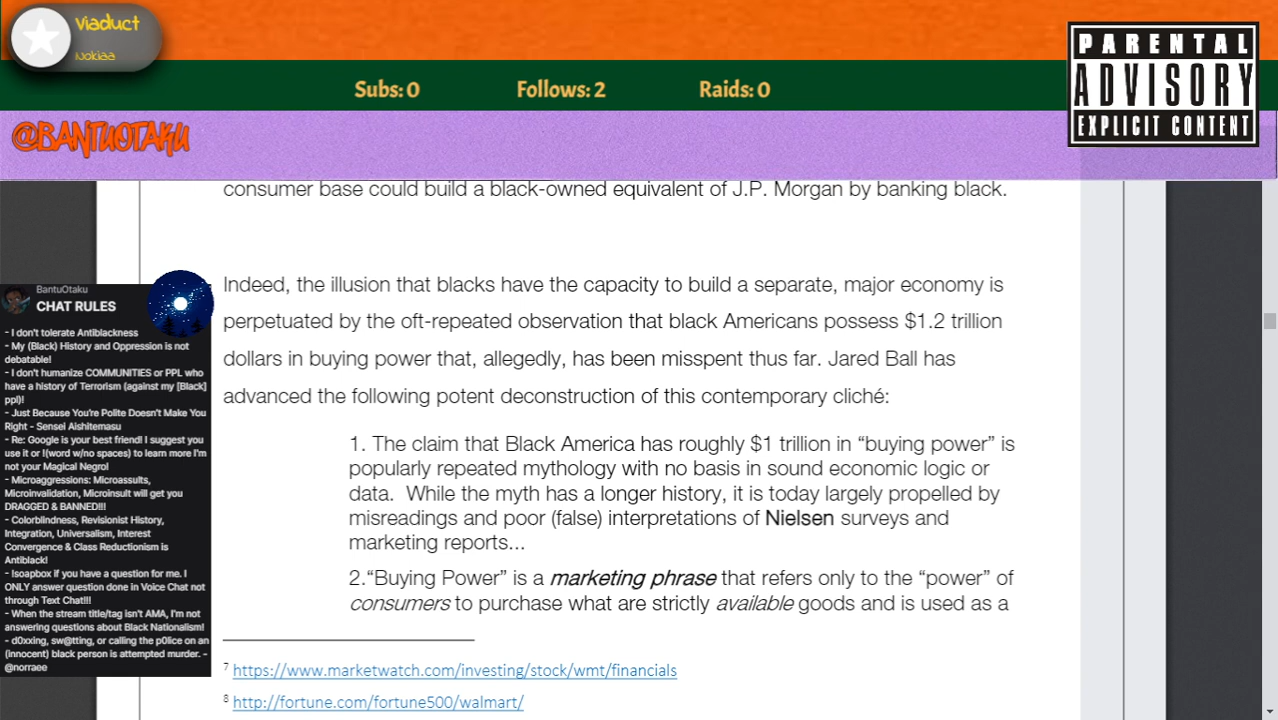 Viaduct
Nokiaa
PARENTAL
ADVISORY
EXPLICIT CONTENT
Subs: 0 Follows: 2 Raids: 0
@BANTUOTAKU
consumer base could build a black-owned equivalent of J.P. Morgan by banking black.
Indeed, the illusion that blacks have the capacity to build a separate, major economy is
perpetuated by the oft-repeated observation that black Americans possess $1.2 trillion
dollars in buying power that, allegedly, has been misspent thus far. Jared Ball has
advanced the following potent deconstruction of this contemporary cliché:
1. The claim that Black America has roughly $1 trillion in “buying power” is
popularly repeated mythology with no basis in sound economic logic or
data. While the myth has a longer history, it is today largely propelled by
misreadings and poor (false) interpretations of Nielsen surveys and
marketing reports...
2.“Buying Power” is a marketing phrase that refers only to the “power” of
consumers to purchase what are strictly available goods and is used as a
7 https://www.marketwatch.com/investing/stock/wmt/financials
8 http://fortune.com/fortune500/walmart/
BantuOtaku
CHAT RULES
- I don't tolerate Antiblackness
- My (Black) History and Oppression is not
debatable!
- I don't humanize COMMUNITIES or PPL who
have a history of Terrorism (against my [Black]
ppl)!
- Just Because You're Polite Doesn't Make You
Right - Sensei Aishitemasu
- Re: Google is your best friend! I suggest you
use it or !(word w/no spaces) to learn more I'm
not your Magical Negro!
- Microaggressions: Microassults,
Microinvalidation, Microinsult will get you
DRAGGED & BANNED!!!
- Colorblindness, Revisionist History,
Integration, Universalism, Interest
Convergence & Class Reductionism is
Antiblack!
- !soapbox if you have a question for me. I
ONLY answer question done in Voice Chat not
through Text Chat!!!
- When the stream title/tag isn't AMA, I'm not
answering questions about Black Nationalism!
- d0xxing, sw@tting, or calling the p0lice on an
(innocent) black person is attempted murder. -
@norraee